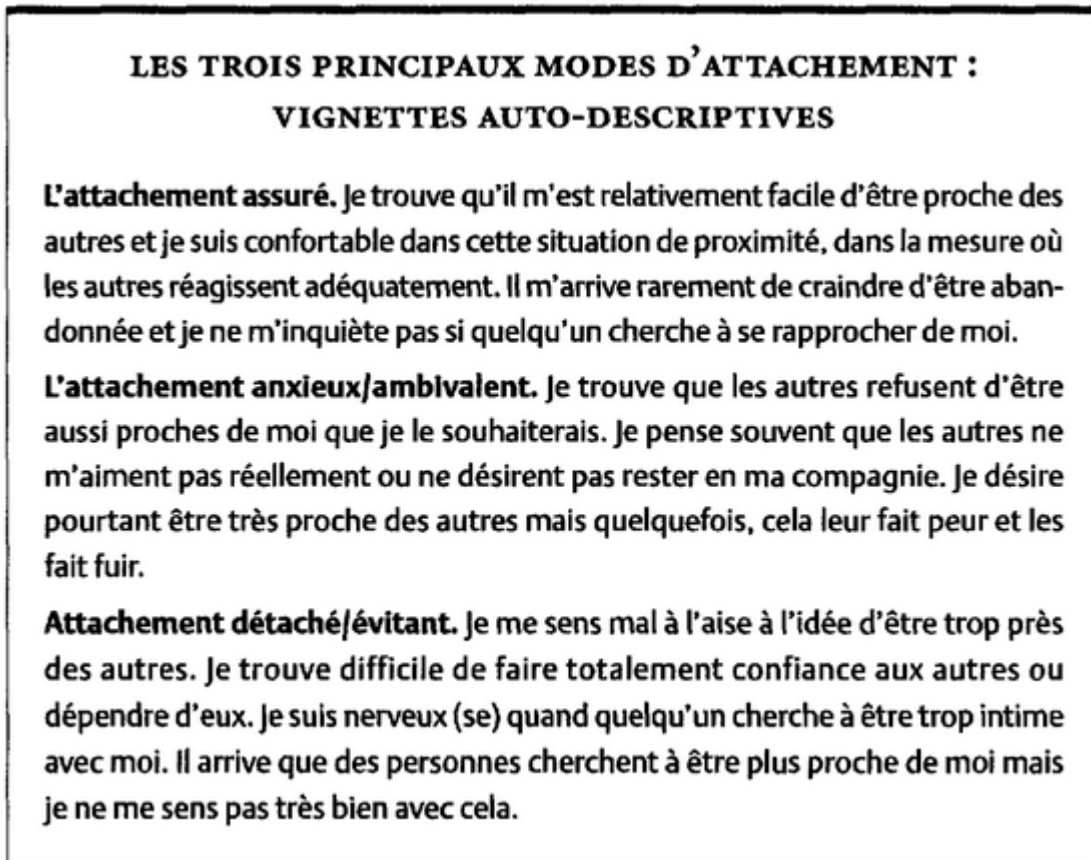 LES TROIS PRINCIPAUX MODES D'ATTACHEMENT :
VIGNETTES AUTO-DESCRIPTIVES
L'attachement assuré. Je trouve qu'il m'est relativement facile d'être proche des
autres et je suis confortable dans cette situation de proximité, dans la mesure où
les autres réagissent adéquatement. Il m'arrive rarement de craindre d'être aban-
donnée et je ne m'inquiète pas si quelqu'un cherche à se rapprocher de moi.
L'attachement anxieux/ambivalent. Je trouve que les autres refusent d'être
aussi proches de moi que je le souhaiterais. Je pense souvent que les autres ne
m'aiment pas réellement ou ne désirent pas rester en ma compagnie. Je désire
pourtant être très proche des autres mais quelquefois, cela leur fait peur et les
fait fuir.
Attachement détaché/évitant. Je me sens mal à l'aise à l'idée d'être trop près
des autres. Je trouve difficile de faire totalement confiance aux autres ou
dépendre d'eux. Je suis nerveux (se) quand quelqu'un cherche à être trop intime
avec moi. Il arrive que des personnes cherchent à être plus proche de moi mais
je ne me sens pas très bien avec cela.